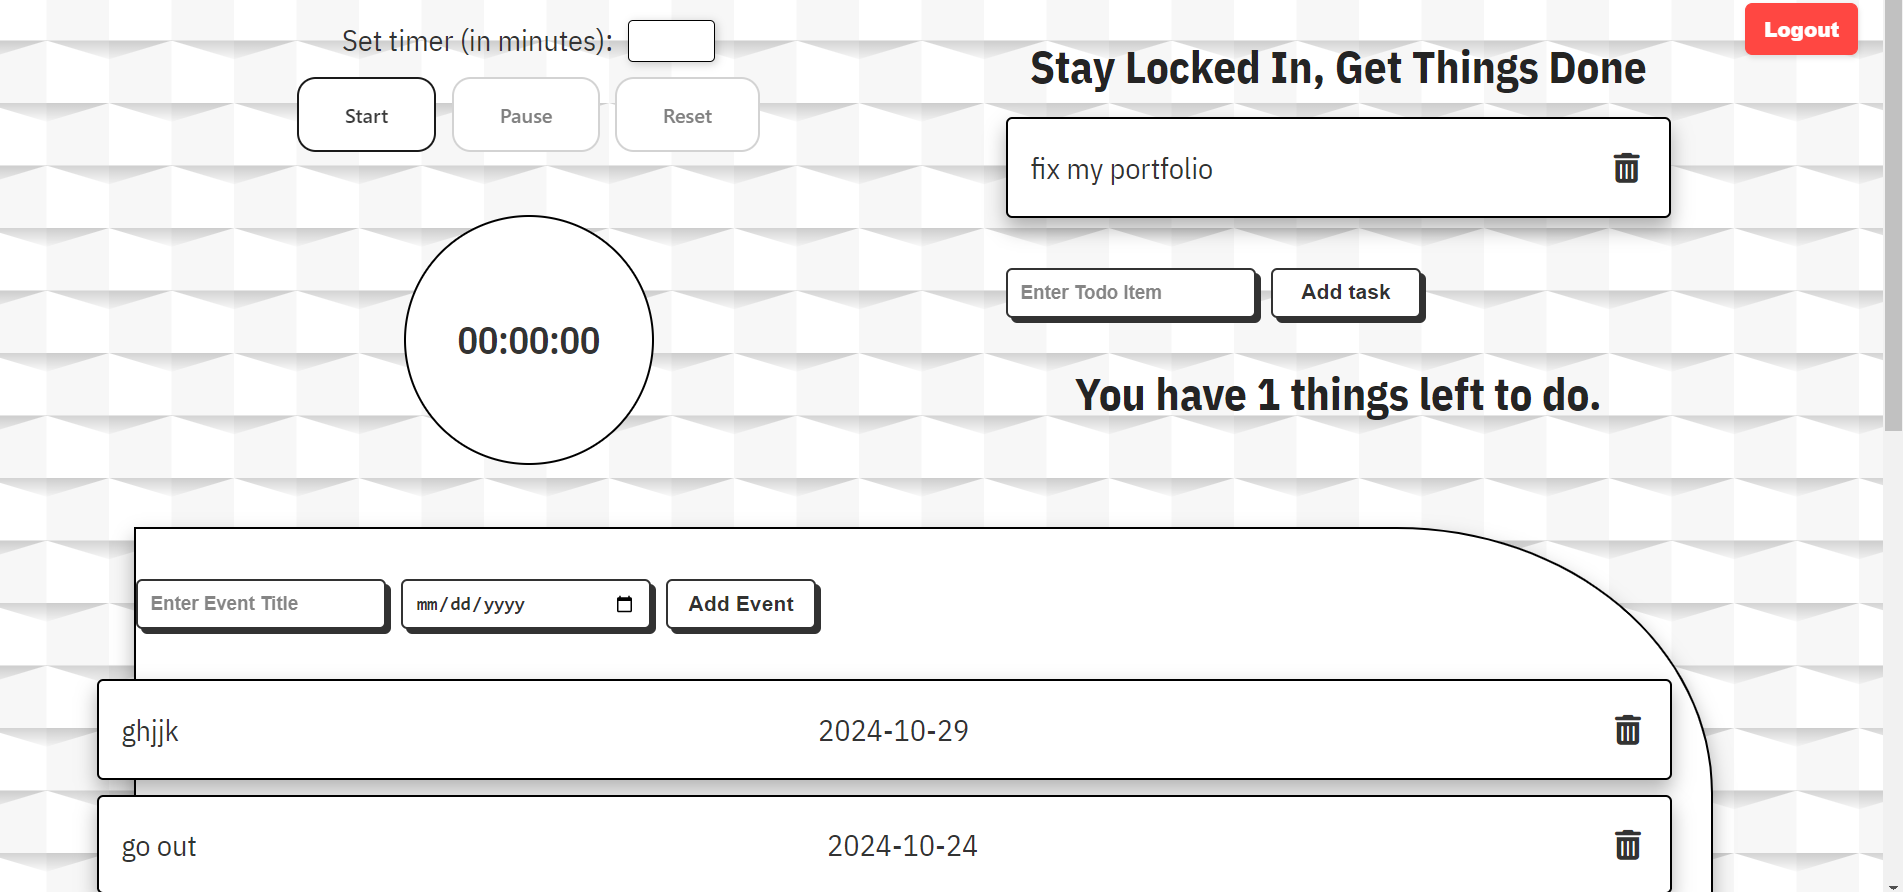 Set timer (in minutes):
Start Pause Reset
00:00:00
Logout
Stay Locked In, Get Things Done
fix my portfolio
Enter Todo Item Add task
You have 1 things left to do.
Enter Event Title mm/dd/yyyy Add Event
ghjjk 2024-10-29
go out 2024-10-24